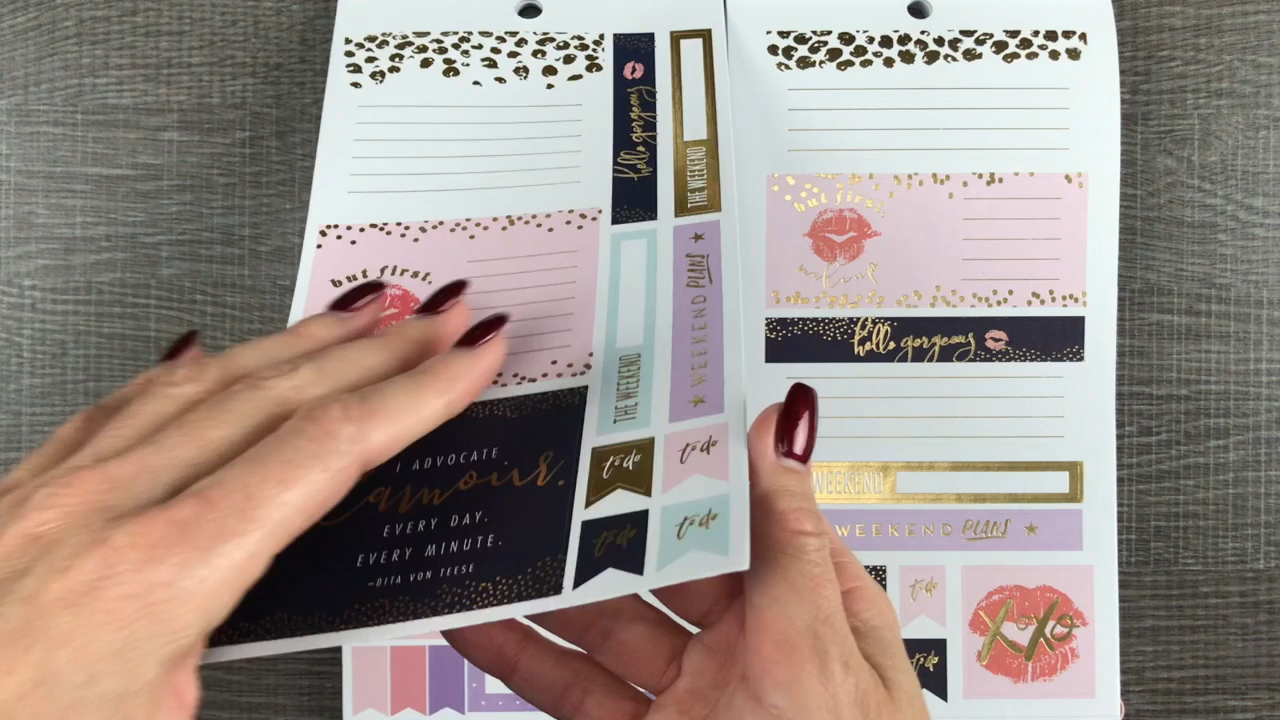 hello gorgeous
THE WEEKEND
but first,
THE WEEKEND
WEEKEND PLANS
I ADVOCATE.
EVERY DAY.
EVERY MINUTE.
~DITA VON TEESE
to do
to do
to do
to do
but first,
makeup
hello gorgeous
WEEKEND
WEEKEND PLANS
to do
to do
XOXO